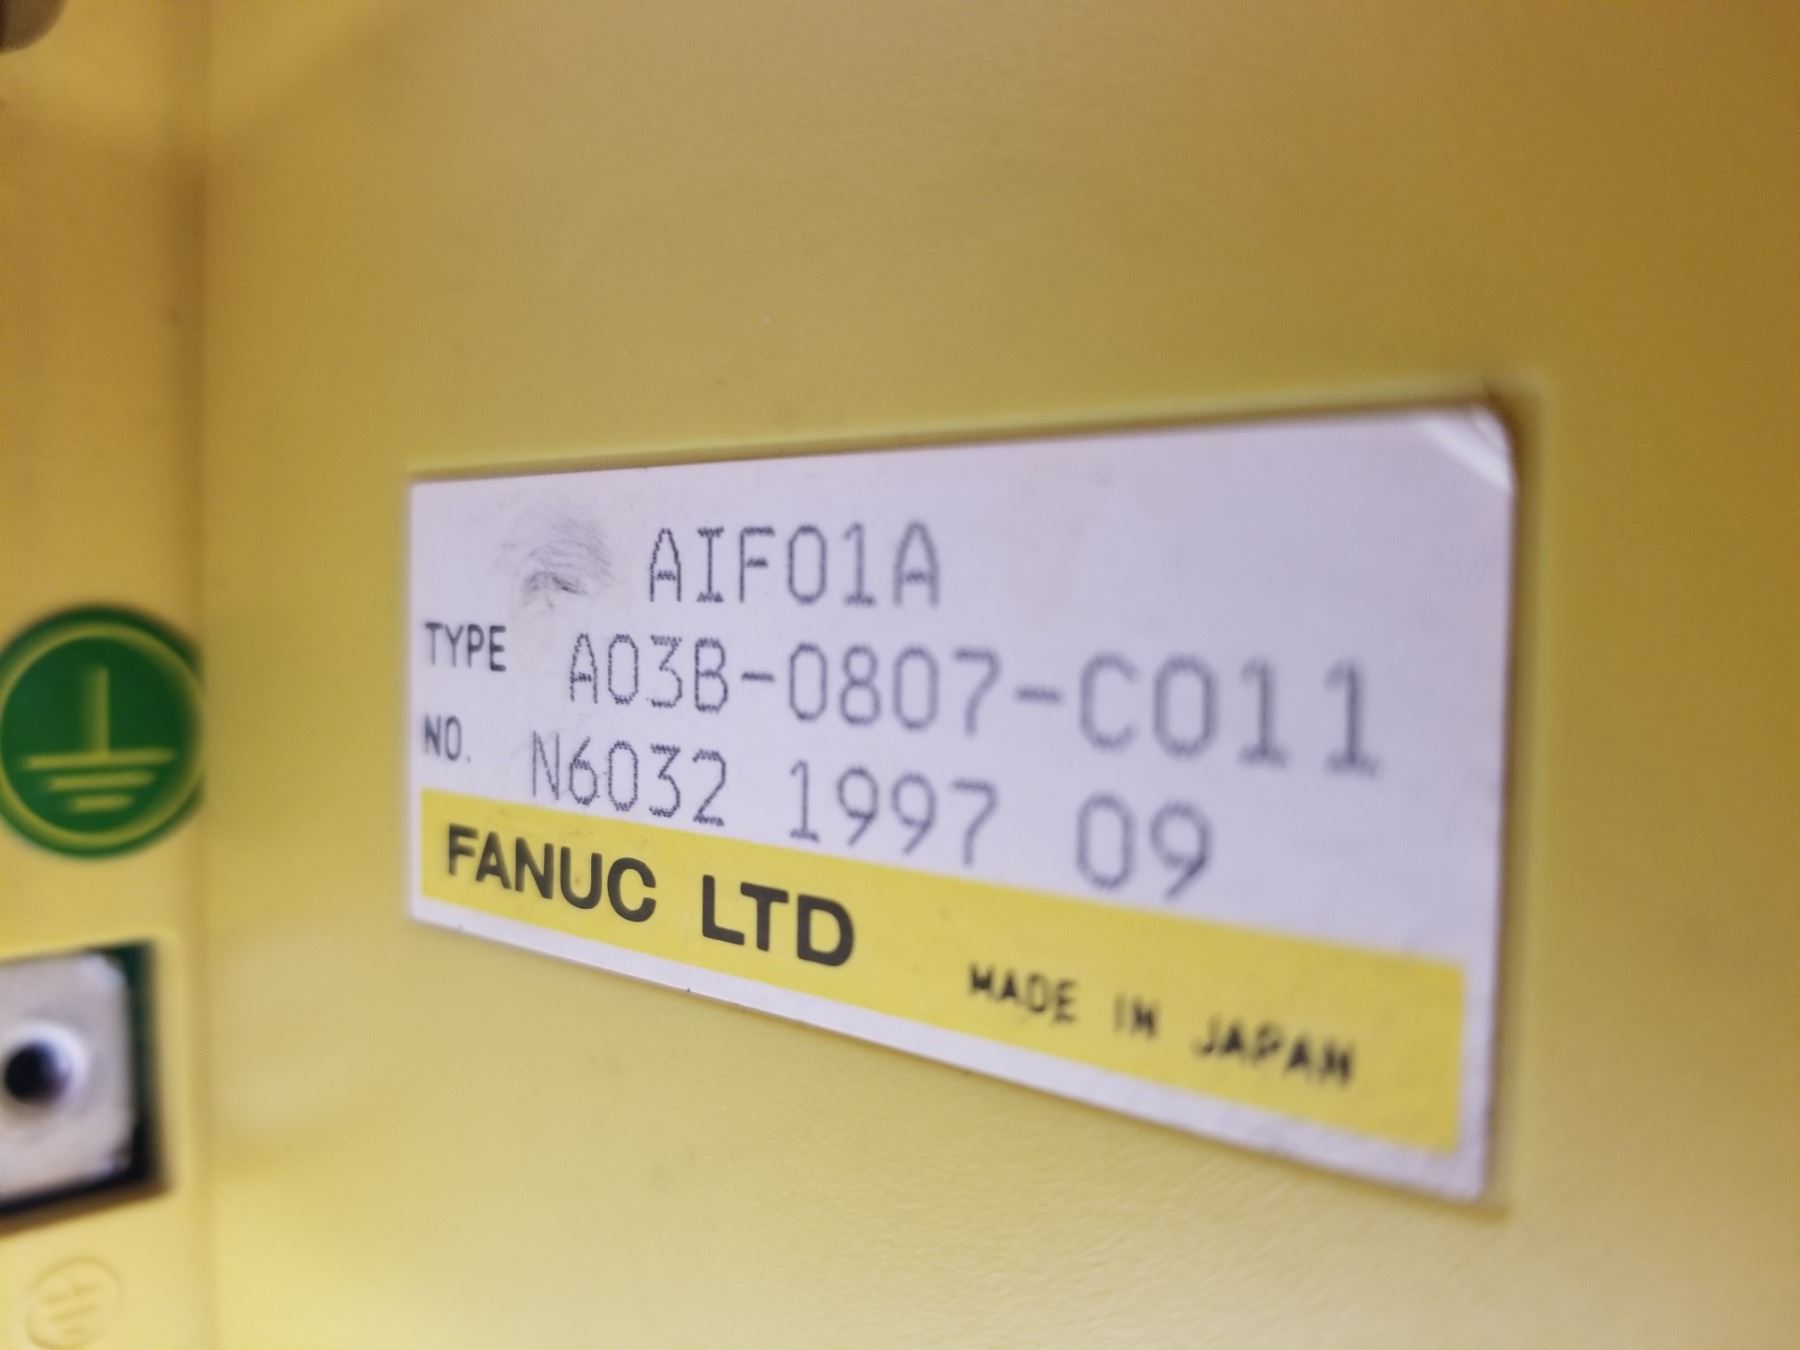 AIF01A
TYPE A03B-0807-C011
NO. N6032 1997 09
FANUC LTD MADE IN JAPAN